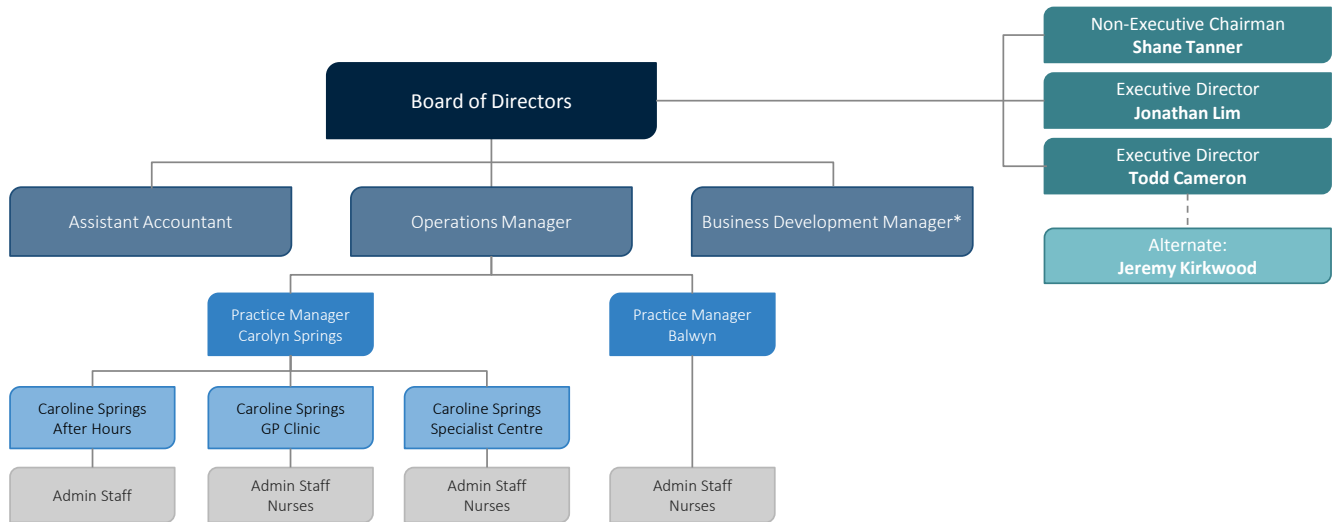 Non-Executive Chairman
Shane Tanner
Board of Directors
Executive Director
Jonathan Lim
Executive Director
Todd Cameron
Alternate:
Jeremy Kirkwood
Assistant Accountant
Operations Manager
Business Development Manager*
Practice Manager
Carolyn Springs
Practice Manager
Balwyn
Caroline Springs
After Hours
Caroline Springs
GP Clinic
Caroline Springs
Specialist Centre
Admin Staff
Admin Staff
Nurses
Admin Staff
Nurses
Admin Staff
Nurses